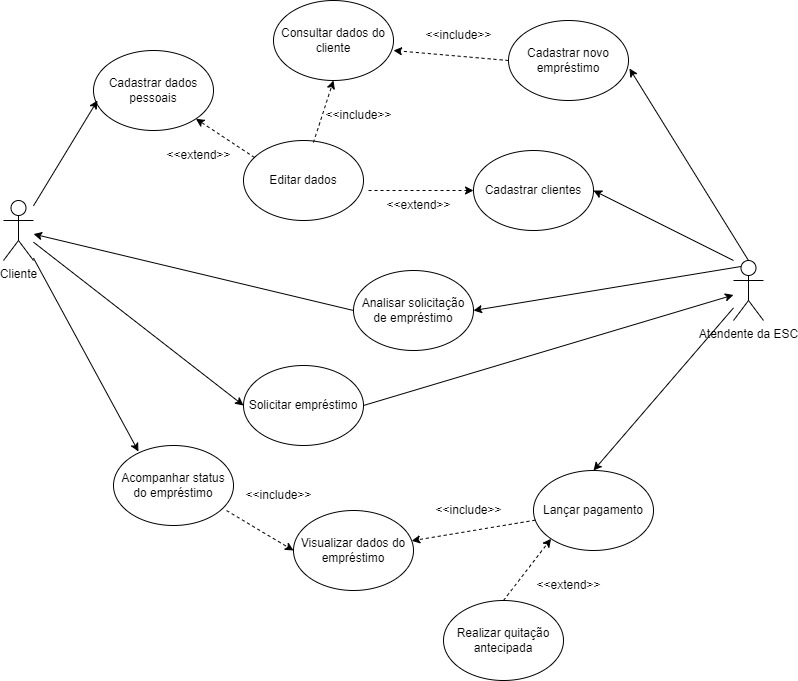 Consultar dados do
cliente
<<include>>
Cadastrar novo
empréstimo
Cadastrar dados
pessoais
<<include>>
<<extend>>
Editar dados
Cadastrar clientes
<<extend>>
Cliente
Analisar solicitação
de empréstimo
Atendente da ESC
Solicitar empréstimo
Acompanhar status
do empréstimo
<<include>>
<<include>>
Lançar pagamento
Visualizar dados do
empréstimo
<<extend>>
Realizar quitação
antecipada